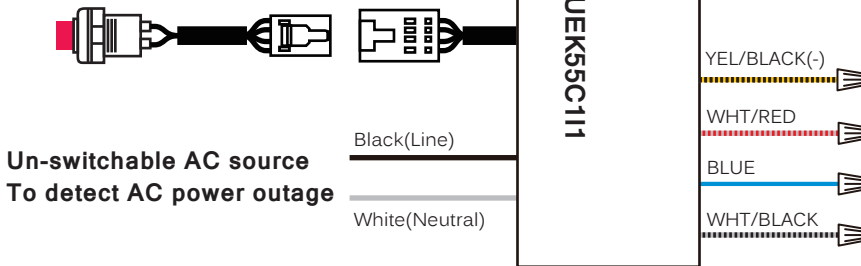 UEK55C1I1
YEL/BLACK(-)
WHT/RED
BLUE
WHT/BLACK
Black(Line)
Un-switchable AC source
To detect AC power outage
White(Neutral)